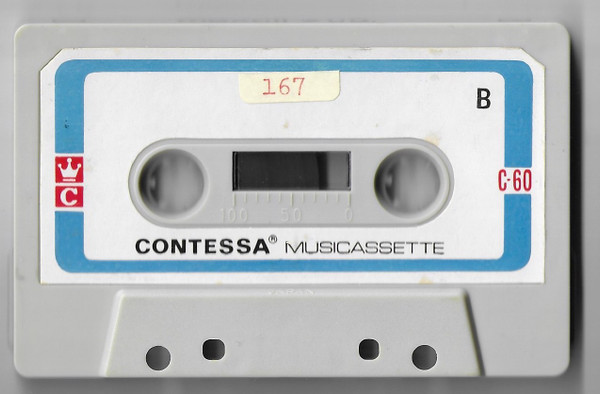 167
B
C
C-60
100 50 0
CONTESSA® MUSICASSETTE